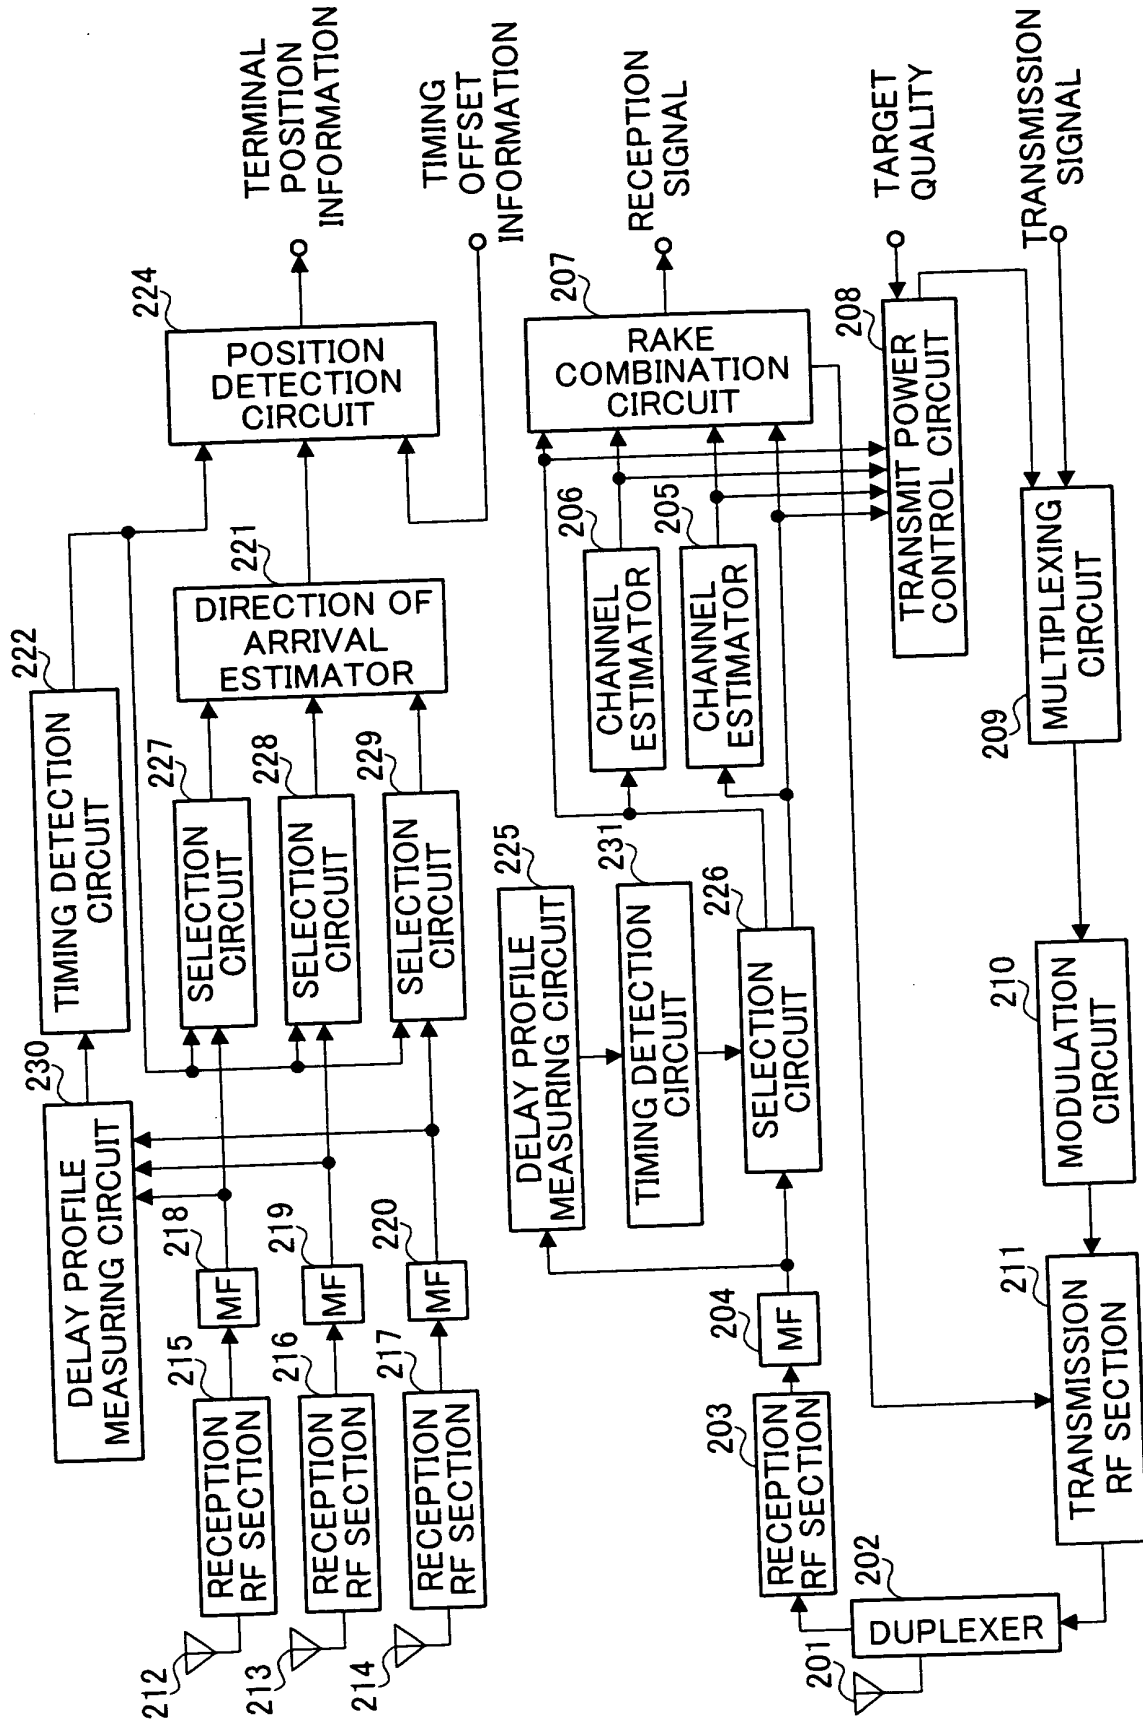 230
DELAY PROFILE
MEASURING CIRCUIT
222
TIMING DETECTION
CIRCUIT
212
RECEPTION
RF SECTION
215
MF
218
213
RECEPTION
RF SECTION
216
MF
219
214
RECEPTION
RF SECTION
217
MF
220
SELECTION
CIRCUIT
227
SELECTION
CIRCUIT
228
SELECTION
CIRCUIT
229
221
DIRECTION OF
ARRIVAL
ESTIMATOR
224
POSITION
DETECTION
CIRCUIT
TERMINAL
POSITION
INFORMATION
TIMING
OFFSET
INFORMATION
225
DELAY PROFILE
MEASURING CIRCUIT
231
TIMING DETECTION
CIRCUIT
226
SELECTION
CIRCUIT
206
CHANNEL
ESTIMATOR
205
CHANNEL
ESTIMATOR
207
RAKE
COMBINATION
CIRCUIT
RECEPTION
SIGNAL
201
202
DUPLEXER
203
RECEPTION
RF SECTION
204
MF
208
TRANSMIT POWER
CONTROL CIRCUIT
TARGET
QUALITY
211
TRANSMISSION
RF SECTION
210
MODULATION
CIRCUIT
209
MULTIPLEXING
CIRCUIT
TRANSMISSION
SIGNAL